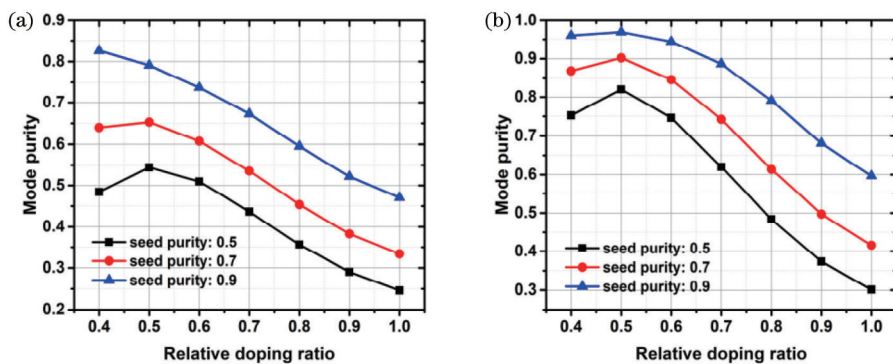 (a)
0.9
0.8
0.7
0.6
0.5
0.4
0.3
0.2
Mode purity
seed purity: 0.5
seed purity: 0.7
seed purity: 0.9
0.4 0.5 0.6 0.7 0.8 0.9 1.0
Relative doping ratio
(b)
1.0
0.9
0.8
0.7
0.6
0.5
0.4
0.3
Mode purity
seed purity: 0.5
seed purity: 0.7
seed purity: 0.9
0.4 0.5 0.6 0.7 0.8 0.9 1.0
Relative doping ratio